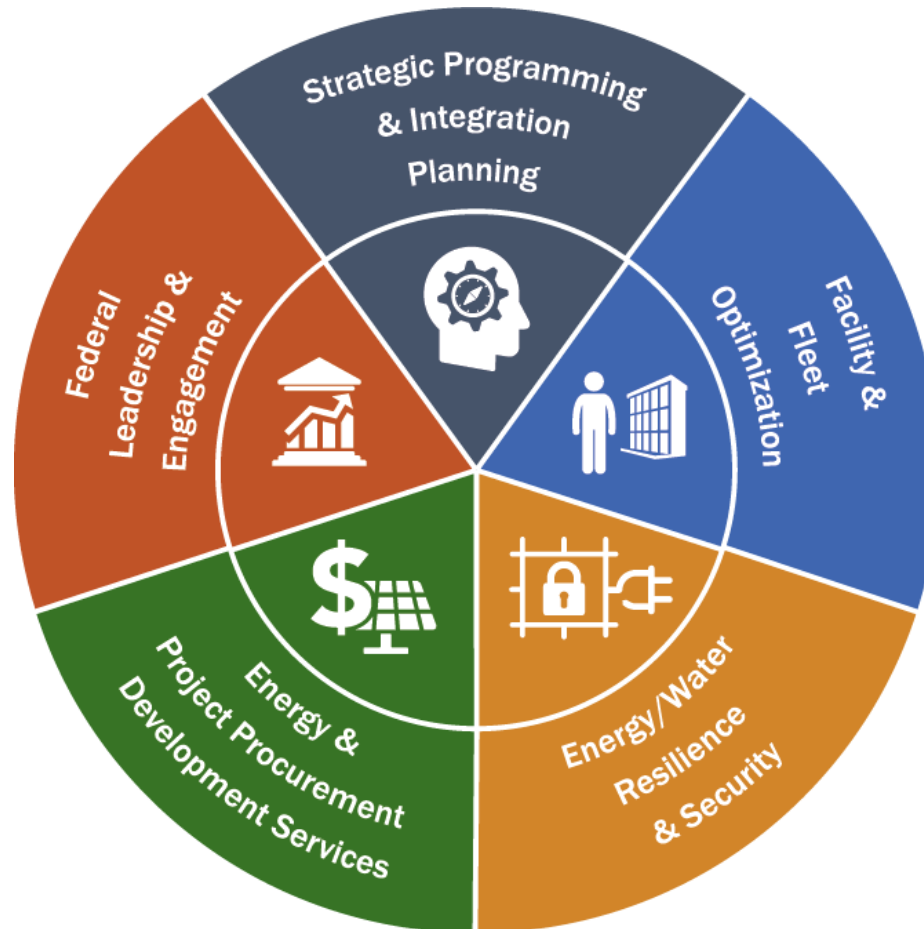 Strategic Programming
& Integration
Planning
Facility &
Fleet
Optimization
Energy/Water
Resilience
& Security
Energy &
Project Procurement
Development Services
Federal
Leadership &
Engagement
$